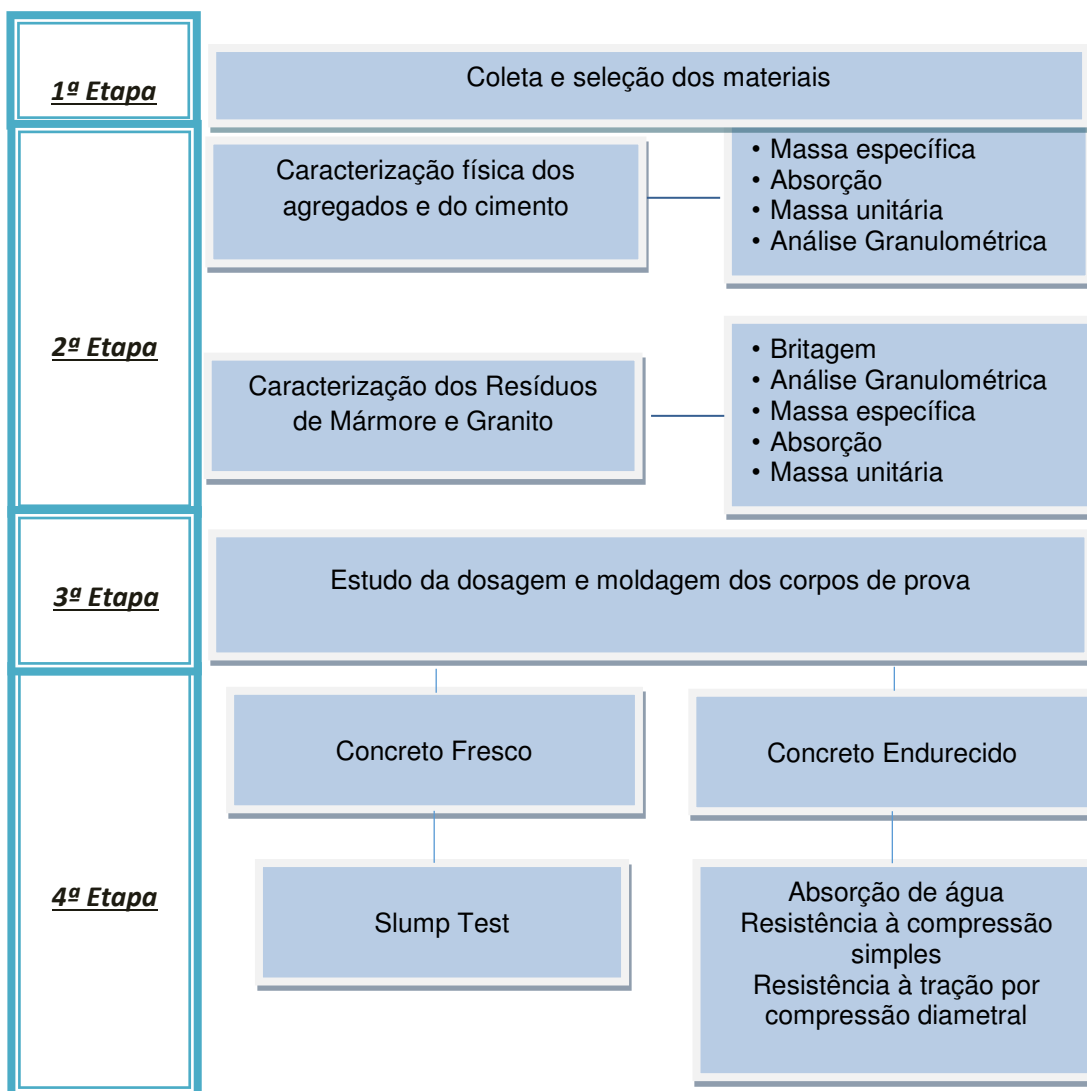 1ª Etapa
Coleta e seleção dos materiais
2ª Etapa
Caracterização física dos
agregados e do cimento
• Massa específica
• Absorção
• Massa unitária
• Análise Granulométrica
Caracterização dos Resíduos
de Mármore e Granito
• Britagem
• Análise Granulométrica
• Massa específica
• Absorção
• Massa unitária
3ª Etapa
Estudo da dosagem e moldagem dos corpos de prova
4ª Etapa
Concreto Fresco
Concreto Endurecido
Slump Test
Absorção de água
Resistência à compressão
simples
Resistência à tração por
compressão diametral